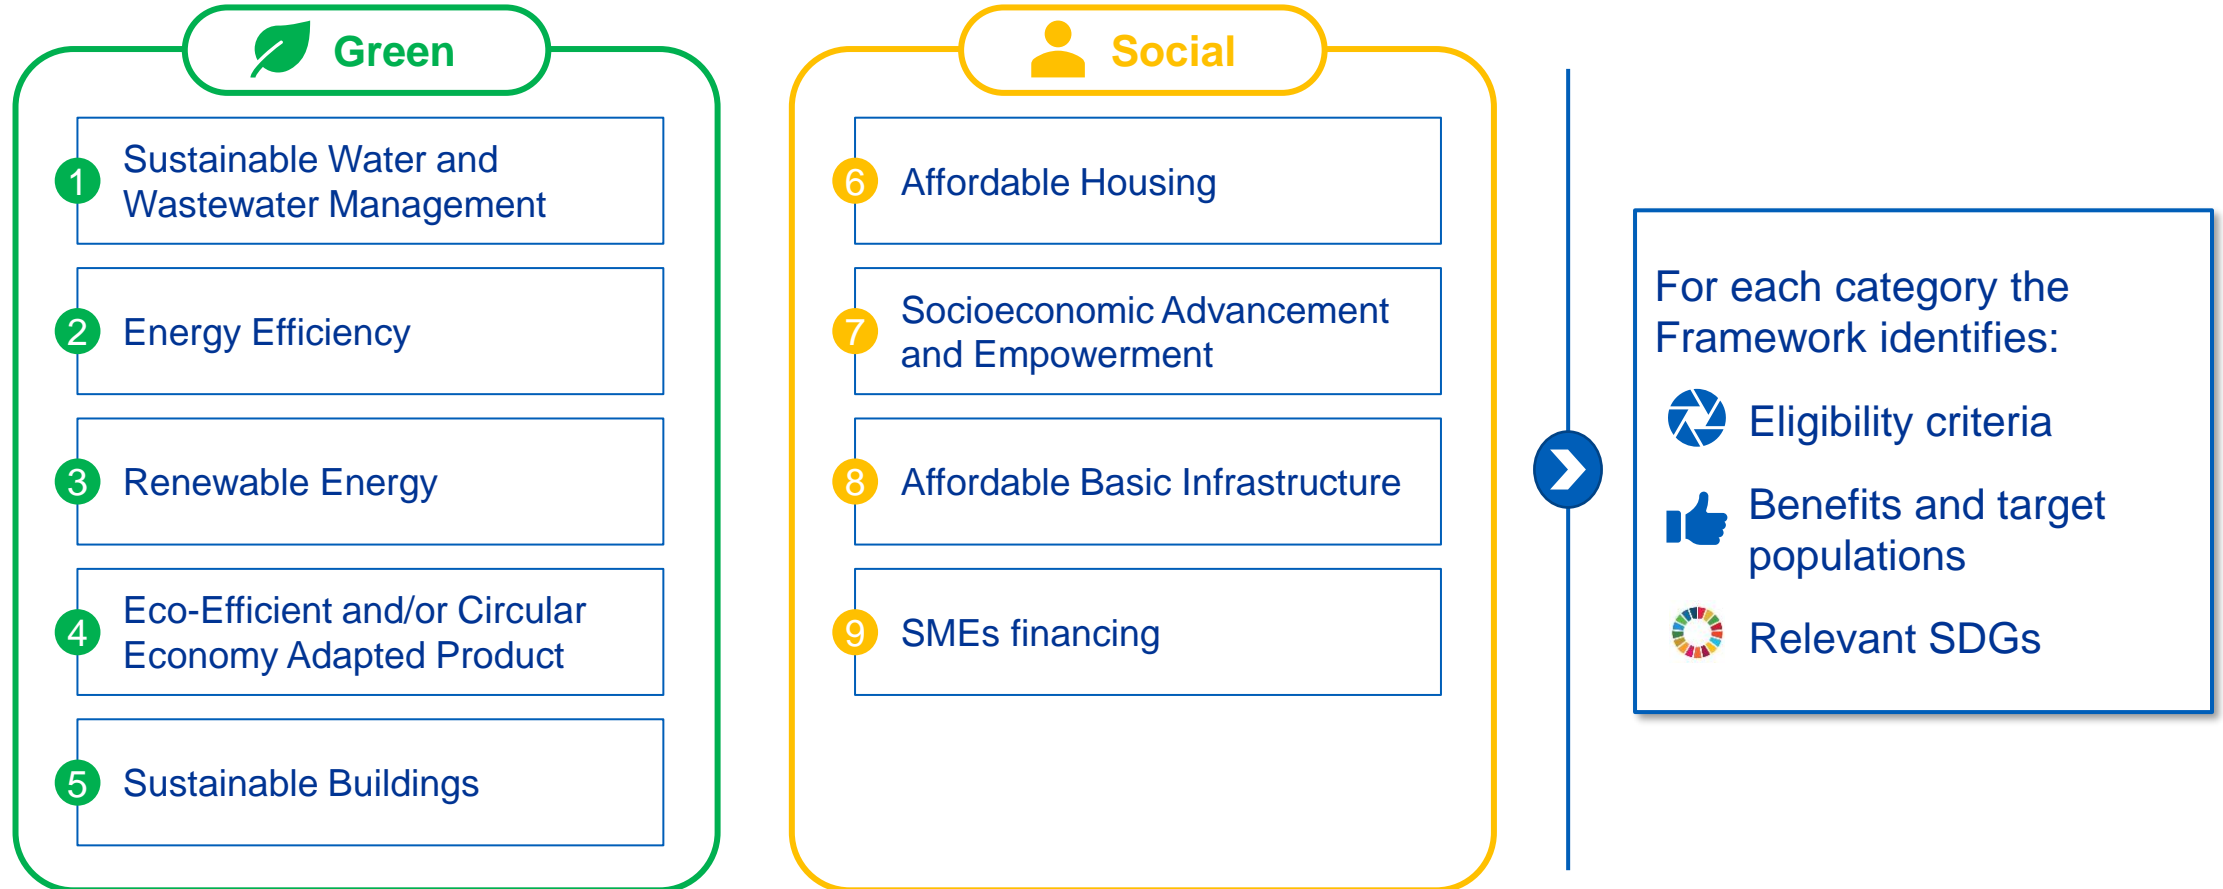 Green
1
Sustainable Water and
Wastewater Management
2
Energy Efficiency
3
Renewable Energy
4
Eco-Efficient and/or Circular
Economy Adapted Product
5
Sustainable Buildings
Social
6
Affordable Housing
7
Socioeconomic Advancement
and Empowerment
8
Affordable Basic Infrastructure
9
SMEs financing
For each category the
Framework identifies:
Eligibility criteria
Benefits and target
populations
Relevant SDGs